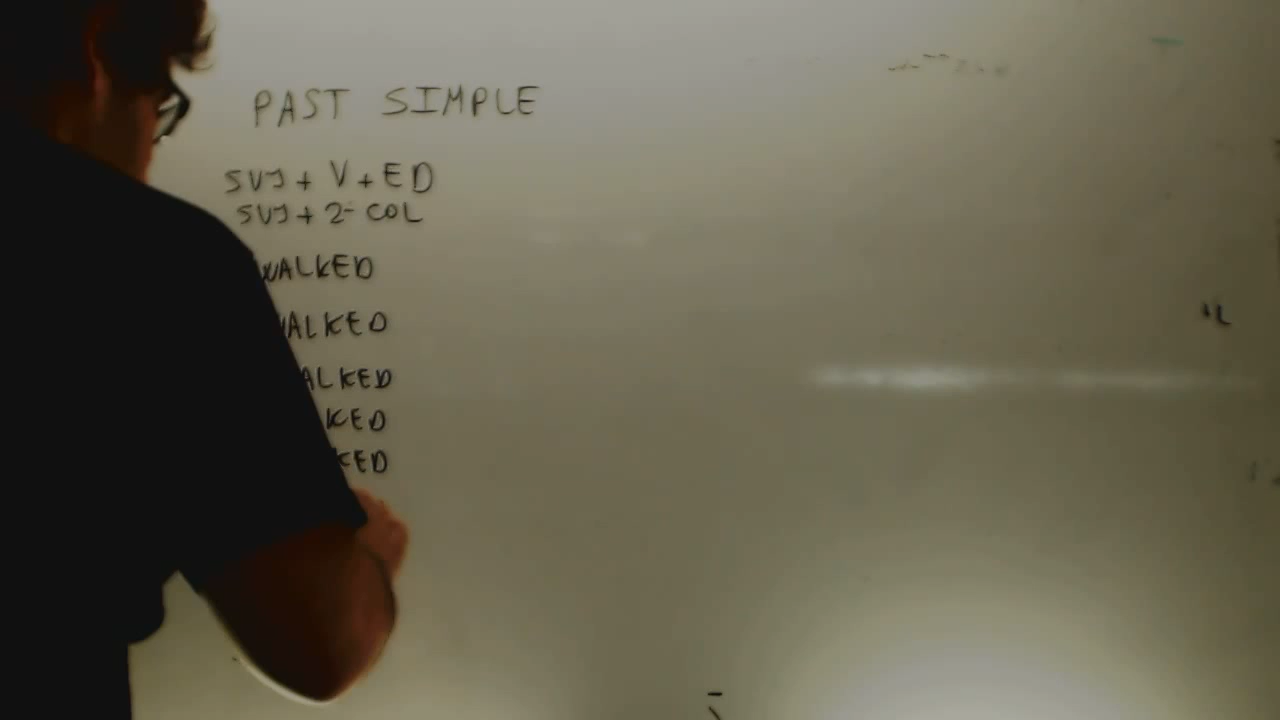 PAST SIMPLE
SUJ + V + ED
SUJ + 2ª COL
WALKED
WALKED
ALKED
KED
KED